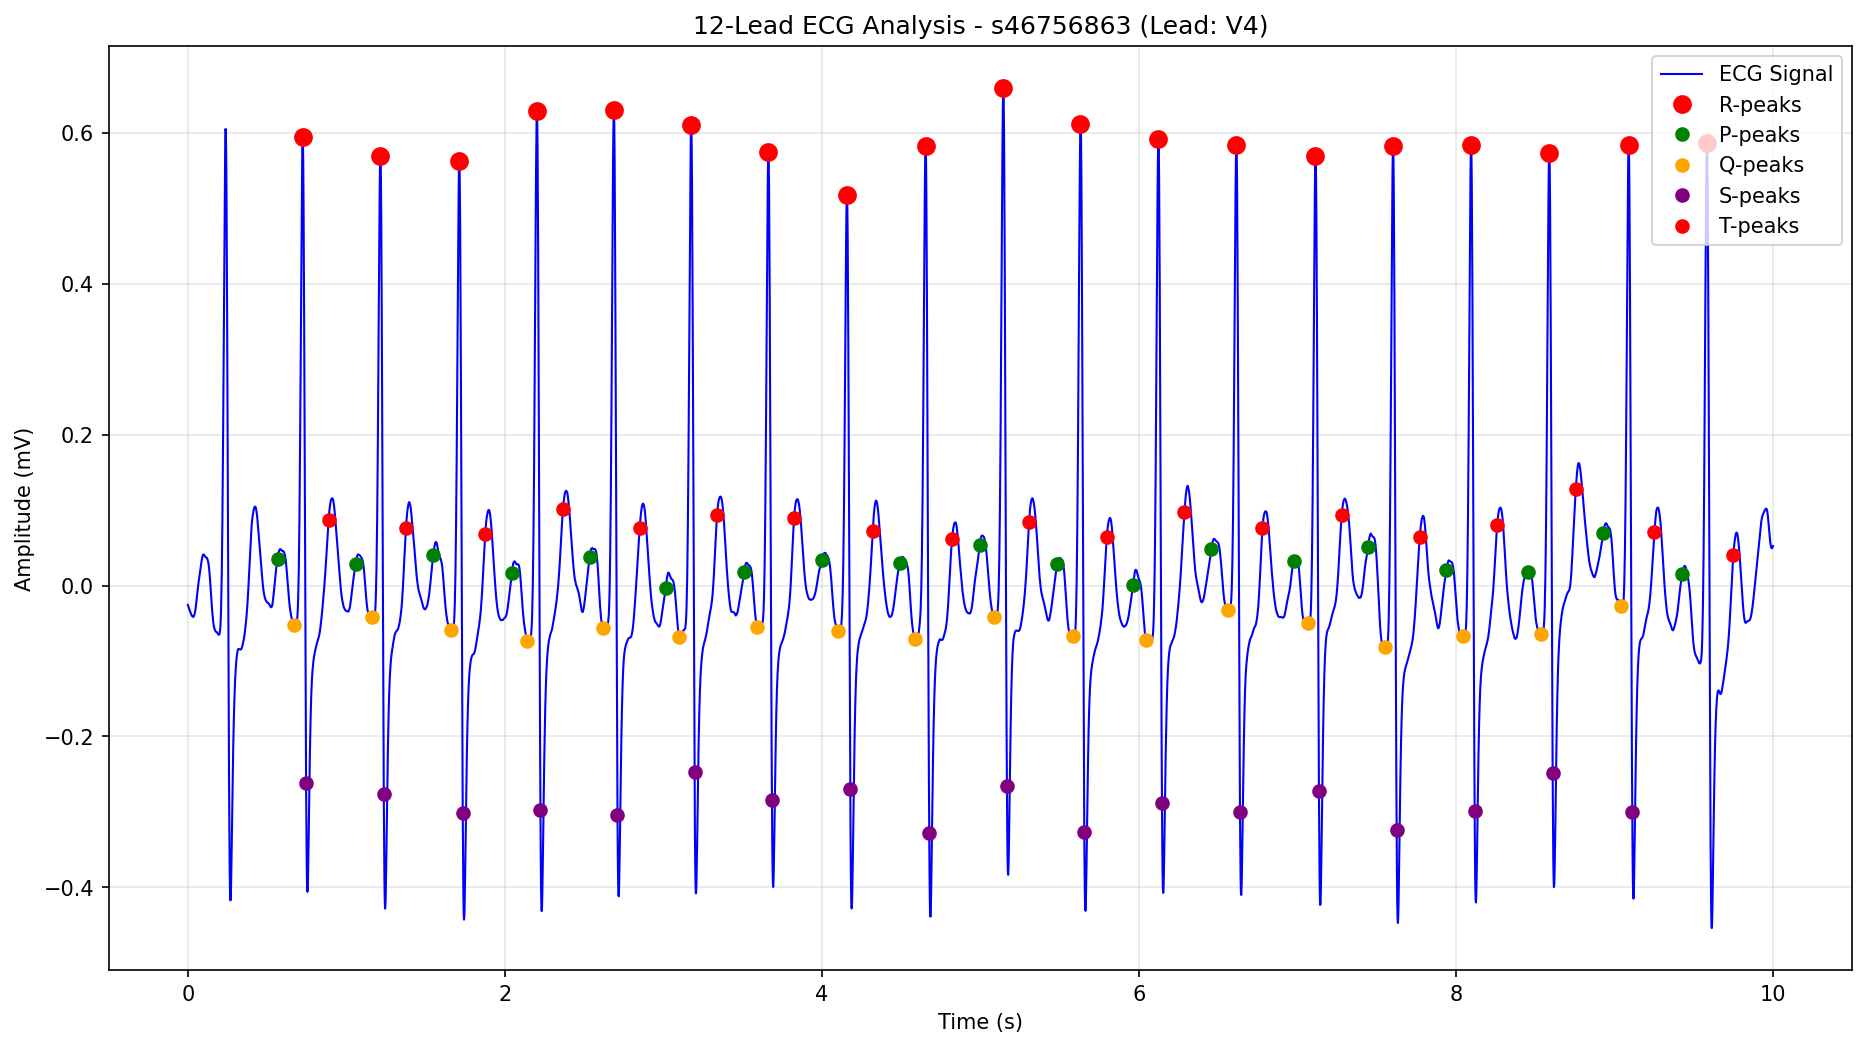 12-Lead ECG Analysis - s46756863 (Lead: V4)
ECG Signal
R-peaks
P-peaks
Q-peaks
S-peaks
T-peaks
Amplitude (mV)
0.6
0.4
0.2
0.0
−0.2
−0.4
0 2 4 6 8 10
Time (s)